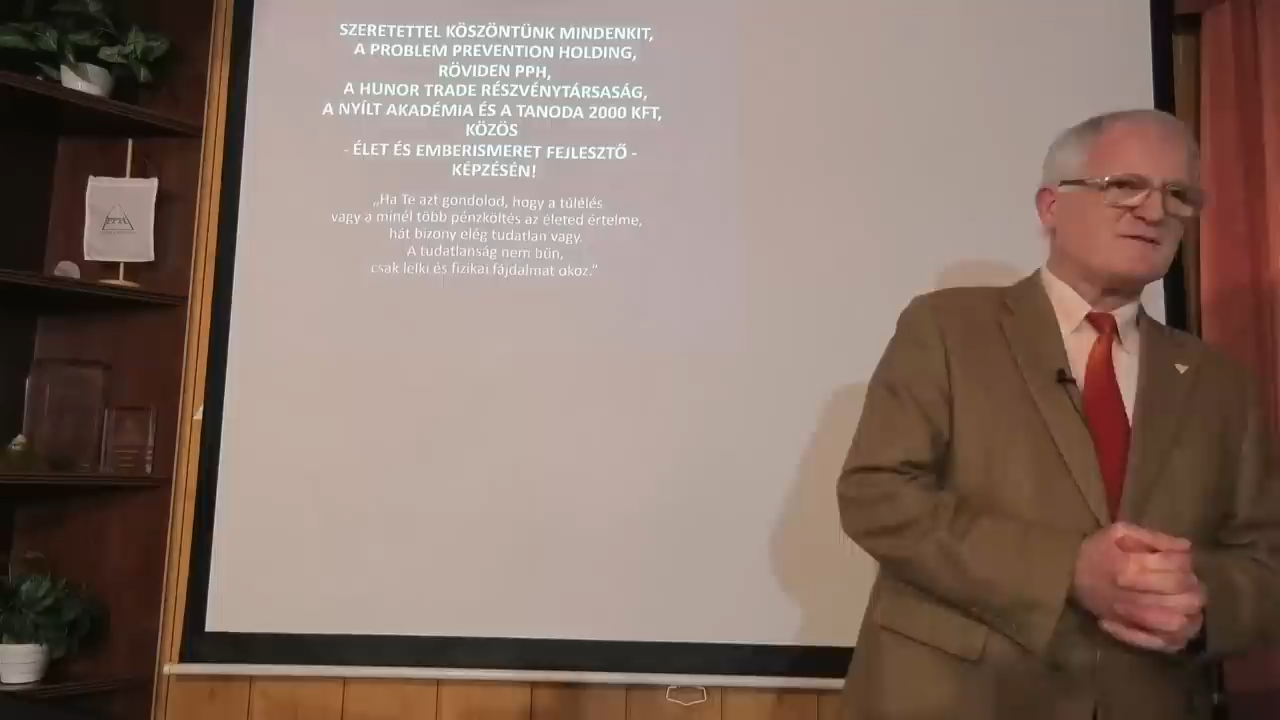 SZERETETTEL KÖSZÖNTÜNK MINDENKIT,
A PROBLEM PREVENTION HOLDING,
RÖVIDEN PPH,
A HUNOR TRADE RÉSZVÉNYTÁRSASÁG,
A NYÍLT AKADÉMIA ÉS A TANODA 2000 KFT,
KÖZÖS
- ÉLET ÉS EMBERISMERET FEJLESZTŐ -
KÉPZÉSÉN!
„Ha Te azt gondolod, hogy a túlélés
vagy a minél több pénzköltés az életed értelme,
hát bizony elég tudatlan vagy.
A tudatlanság nem bűn,
csak lelki és fizikai fájdalmat okoz."